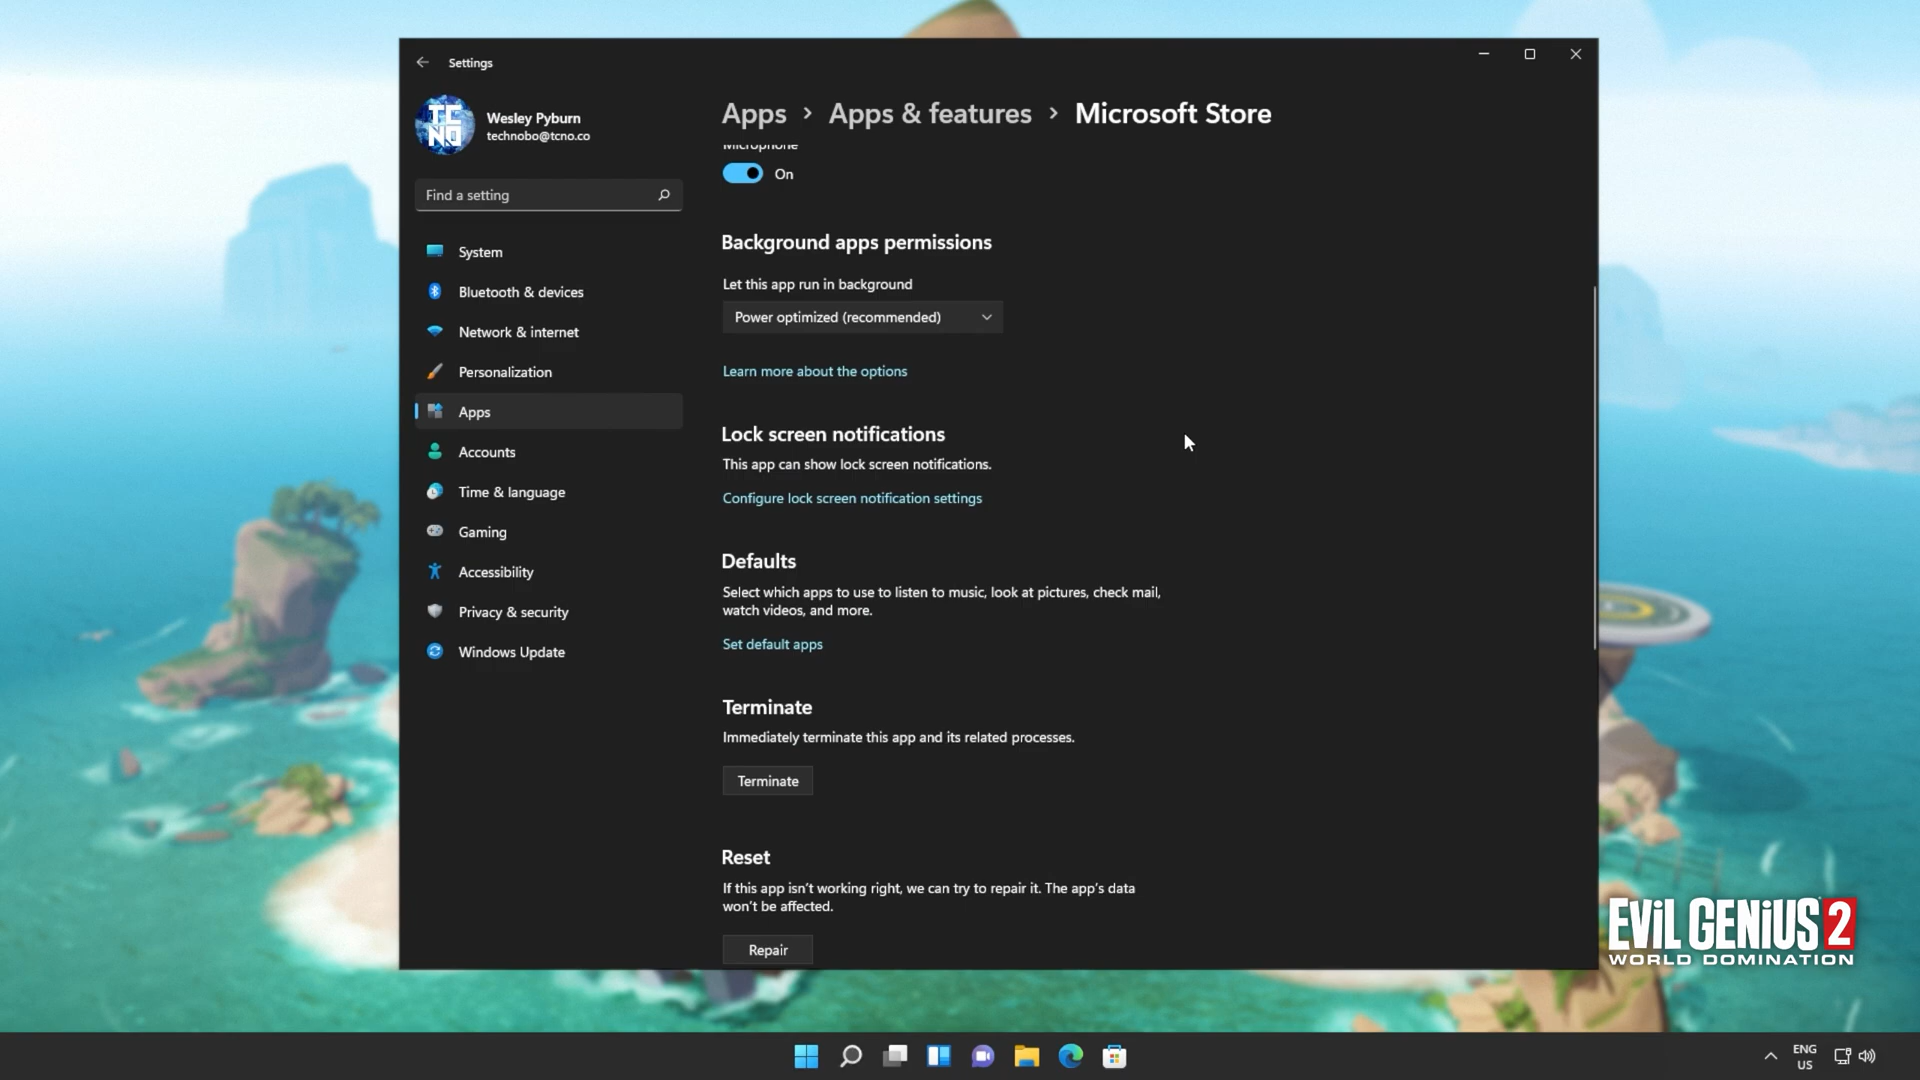 Settings
Wesley Pyburn
technobo@tcno.co
TC
NO
Find a setting
System
Bluetooth & devices
Network & internet
Personalization
Apps
Accounts
Time & language
Gaming
Accessibility
Privacy & security
Windows Update
Apps > Apps & features > Microsoft Store
Microphone
On
Background apps permissions
Let this app run in background
Power optimized (recommended)
Learn more about the options
Lock screen notifications
This app can show lock screen notifications.
Configure lock screen notification settings
Defaults
Select which apps to use to listen to music, look at pictures, check mail,
watch videos, and more.
Set default apps
Terminate
Immediately terminate this app and its related processes.
Terminate
Reset
If this app isn't working right, we can try to repair it. The app's data
won't be affected.
Repair
EVIL GENIUS 2
WORLD DOMINATION
ENG
US